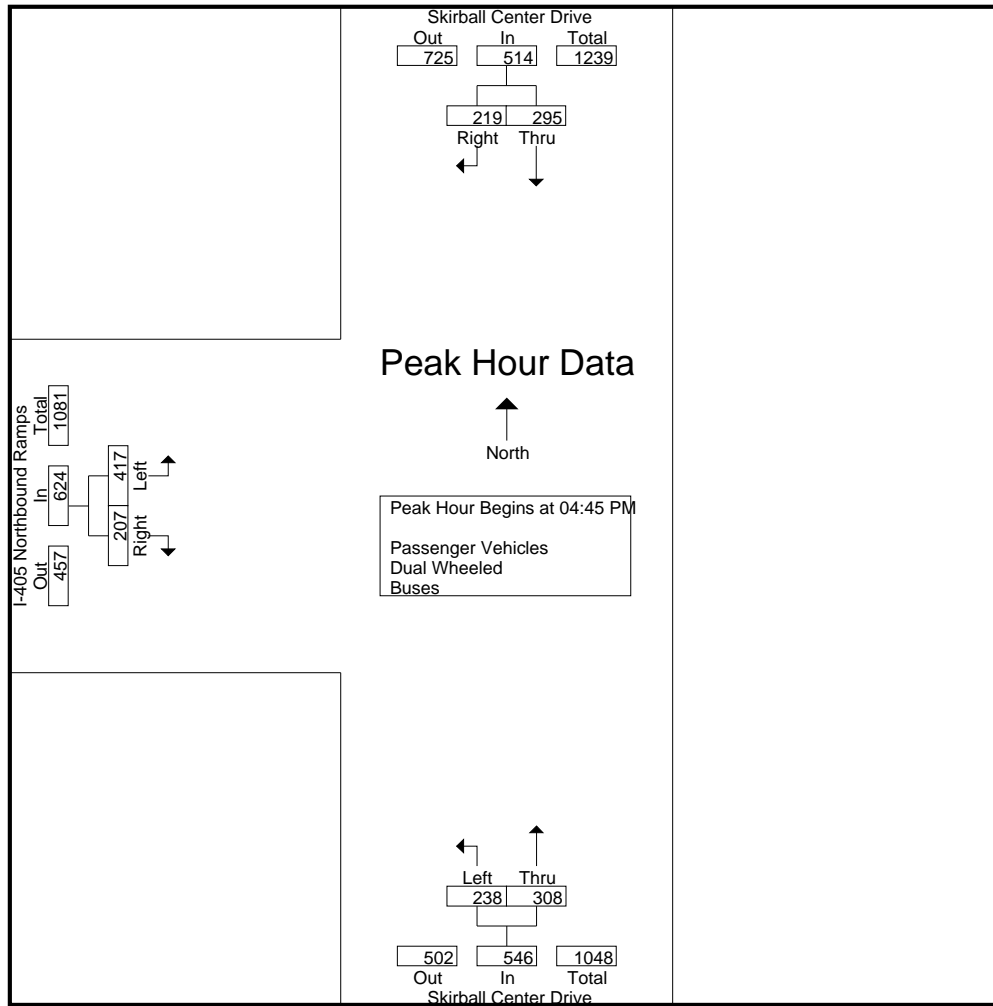 Skirball Center Drive
Out In Total
725 514 1239
219 295
Right Thru
Peak Hour Data
North
Peak Hour Begins at 04:45 PM
Passenger Vehicles
Dual Wheeled
Buses
I-405 Northbound Ramps
Out In Total
457 624 1081
207 417
Right Left
Left Thru
238 308
502 546 1048
Out In Total
Skirball Center Drive